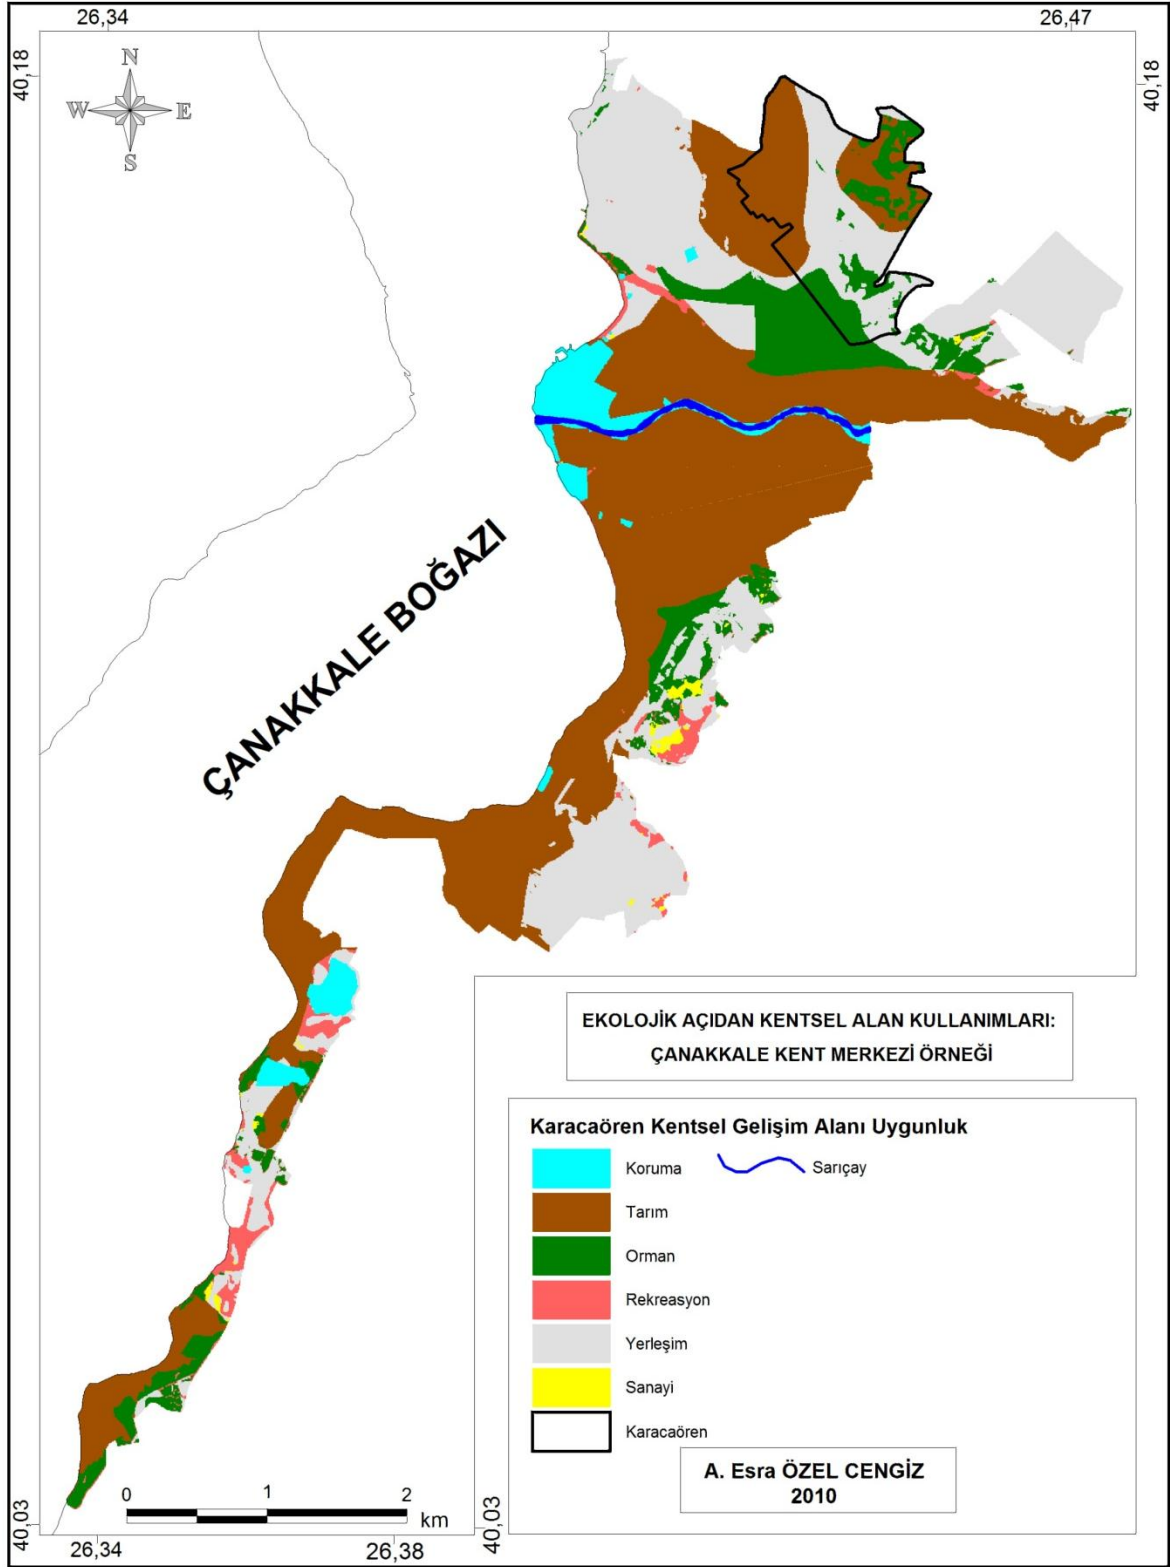 26,34
26,47
40,18
40,18
N
W
E
S
ÇANAKKALE BOĞAZI
EKOLOJİK AÇIDAN KENTSEL ALAN KULLANIMLARI:
ÇANAKKALE KENT MERKEZİ ÖRNEĞİ
Karacaören Kentsel Gelişim Alanı Uygunluk
Koruma
Sarıçay
Tarım
Orman
Rekreasyon
Yerleşim
Sanayi
Karacaören
A. Esra ÖZEL CENGİZ
2010
0
1
2
km
40,03
40,03
26,34
26,38